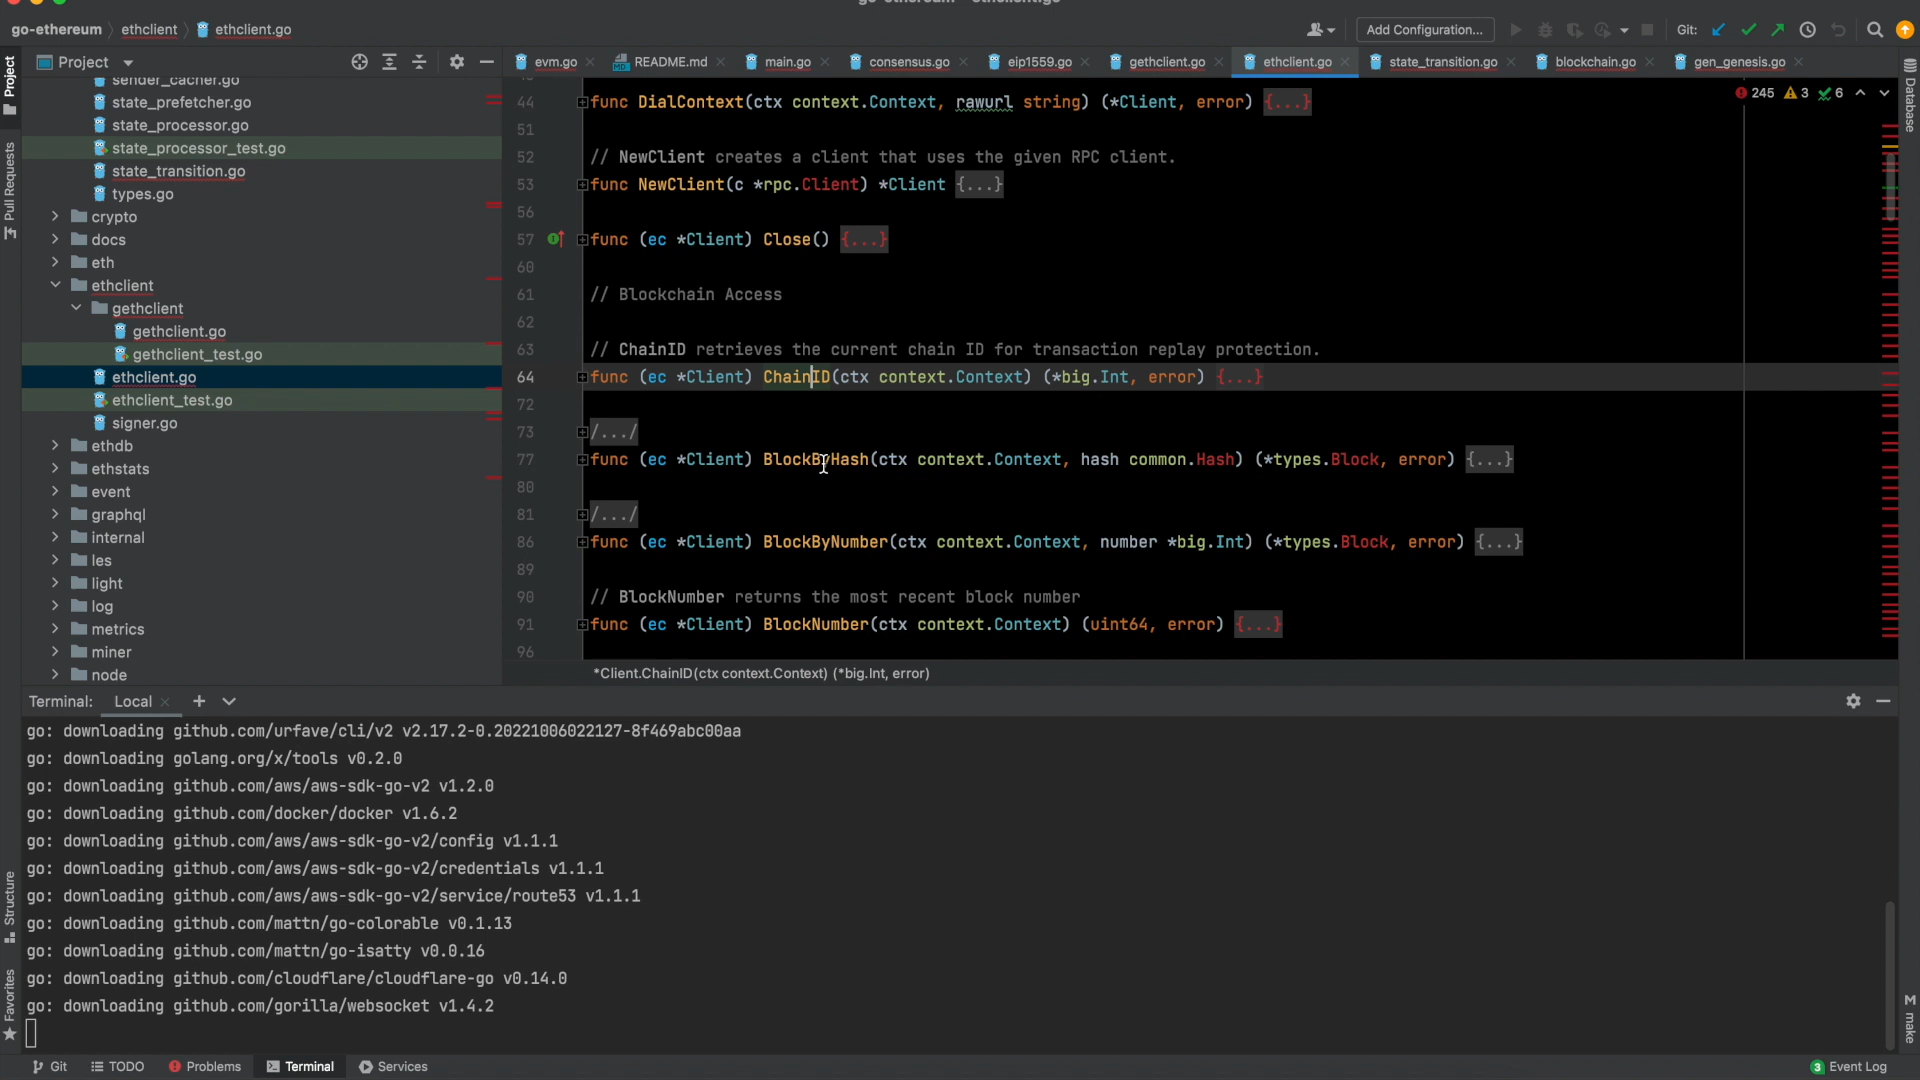 go-ethereum ethclient ethclient.go
Add Configuration... Git:
Project
evm.go README.md main.go consensus.go eip1559.go gethclient.go ethclient.go state_transition.go blockchain.go gen_genesis.go
Project
Pull Requests
Structure
Favorites
Database
make
sender_cacher.go
state_prefetcher.go
state_processor.go
state_processor_test.go
state_transition.go
types.go
crypto
docs
eth
ethclient
gethclient
gethclient.go
gethclient_test.go
ethclient.go
ethclient_test.go
signer.go
ethdb
ethstats
event
graphql
internal
les
light
log
metrics
miner
node
245 3 6
44 func DialContext(ctx context.Context, rawurl string) (*Client, error) {...}
51
52 // NewClient creates a client that uses the given RPC client.
53 func NewClient(c *rpc.Client) *Client {...}
56
57 func (ec *Client) Close() {...}
60
61 // Blockchain Access
62
63 // ChainID retrieves the current chain ID for transaction replay protection.
64 func (ec *Client) ChainID(ctx context.Context) (*big.Int, error) {...}
72
73 /.../
77 func (ec *Client) BlockByHash(ctx context.Context, hash common.Hash) (*types.Block, error) {...}
80
81 /.../
86 func (ec *Client) BlockByNumber(ctx context.Context, number *big.Int) (*types.Block, error) {...}
89
90 // BlockNumber returns the most recent block number
91 func (ec *Client) BlockNumber(ctx context.Context) (uint64, error) {...}
96
*Client.ChainID(ctx context.Context) (*big.Int, error)
Terminal: Local
go: downloading github.com/urfave/cli/v2 v2.17.2-0.20221006022127-8f469abc00aa
go: downloading golang.org/x/tools v0.2.0
go: downloading github.com/aws/aws-sdk-go-v2 v1.2.0
go: downloading github.com/docker/docker v1.6.2
go: downloading github.com/aws/aws-sdk-go-v2/config v1.1.1
go: downloading github.com/aws/aws-sdk-go-v2/credentials v1.1.1
go: downloading github.com/aws/aws-sdk-go-v2/service/route53 v1.1.1
go: downloading github.com/mattn/go-colorable v0.1.13
go: downloading github.com/mattn/go-isatty v0.0.16
go: downloading github.com/cloudflare/cloudflare-go v0.14.0
go: downloading github.com/gorilla/websocket v1.4.2
Git TODO Problems Terminal Services 3 Event Log